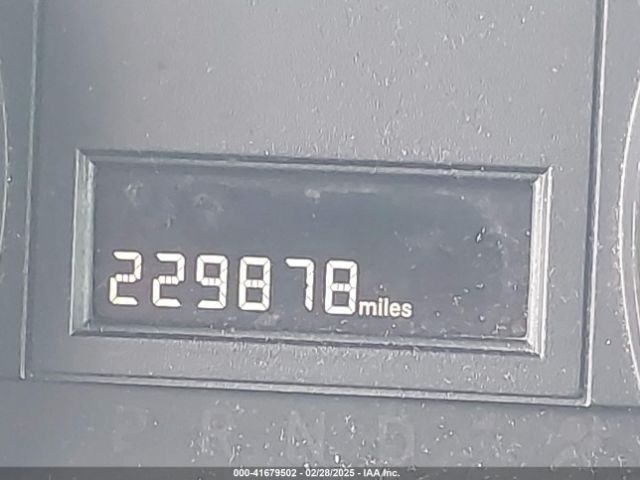 229878 miles
P R N D
000-41679502 - 02/28/2025 - IAA Inc.